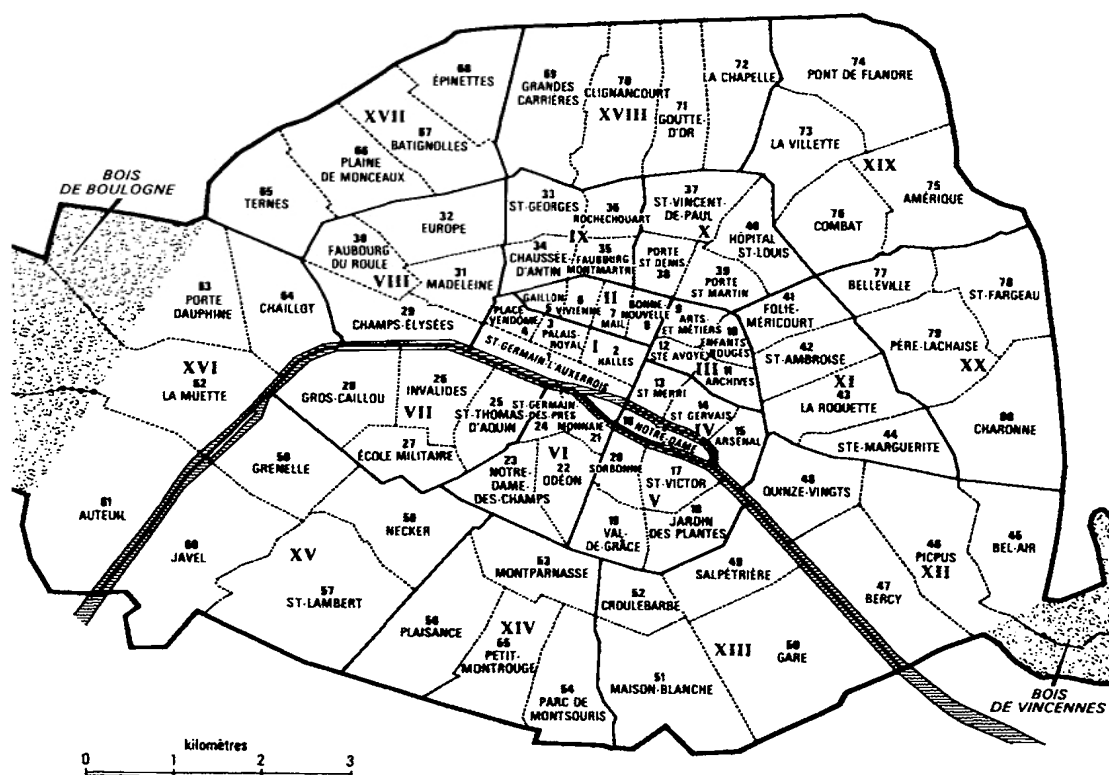 68
ÉPINETTES
69
GRANDES
CARRIÈRES
70
CLIGNANCOURT
XVIII
71
GOUTTE-
D'OR
72
LA CHAPELLE
74
PONT DE FLANDRE
XVII
67
BATIGNOLLES
66
PLAINE
DE MONCEAUX
73
LA VILLETTE
XIX
BOIS
DE BOULOGNE
65
TERNES
75
AMÉRIQUE
76
COMBAT
33
ST-GEORGES
36
ROCHECHOUART
37
ST-VINCENT-
DE-PAUL
X
40
HÔPITAL
ST-LOUIS
32
EUROPE
30
FAUBOURG
DU ROULE
VIII
31
MADELEINE
34
CHAUSSÉE
D'ANTIN
IX
35
FAUBOURG
MONTMARTRE
PORTE
ST DENIS
38
39
PORTE
ST MARTIN
77
BELLEVILLE
78
ST-FARGEAU
63
PORTE
DAUPHINE
64
CHAILLOT
29
CHAMPS-ÉLYSÉES
PLACE
VENDÔME
4
GAILLON
5
6
VIVIENNE
II
7
MAIL
BONNE-
NOUVELLE
8
9
ARTS-
ET MÉTIERS
10
ENFANTS
ROUGES
41
FOLIE-
MÉRICOURT
3
PALAIS-
ROYAL
I
2
HALLES
1
ST-GERMAIN-L'AUXERROIS
12
STE AVOYE
III
11
ARCHIVES
42
ST-AMBROISE
79
PÈRE-LACHAISE
XX
XVI
62
LA MUETTE
28
GROS-CAILLOU
26
INVALIDES
VII
25
ST-THOMAS
D'AQUIN
ST-GERMAIN-
DES-PRÉS
24
MONNAIE
21
13
ST MERRI
14
ST GERVAIS
IV
15
ARSENAL
16 NOTRE-DAME
XI
43
LA ROQUETTE
80
CHARONNE
44
STE-MARGUERITE
27
ÉCOLE MILITAIRE
23
NOTRE-
DAME-
DES-CHAMPS
VI
22
ODÉON
20
SORBONNE
17
ST-VICTOR
V
18
JARDIN
DES PLANTES
19
VAL-
DE-GRÂCE
48
QUINZE-VINGTS
61
AUTEUIL
GRENELLE
60
JAVEL
XV
NECKER
57
ST-LAMBERT
53
MONTPARNASSE
49
SALPÉTRIÈRE
46
PICPUS
XII
45
BEL-AIR
47
BERCY
52
CROULEBARBE
56
PLAISANCE
XIV
55
PETIT-
MONTROUGE
XIII
50
GARE
51
MAISON-BLANCHE
54
PARC DE
MONTSOURIS
BOIS
DE VINCENNES
kilomètres
0 1 2 3